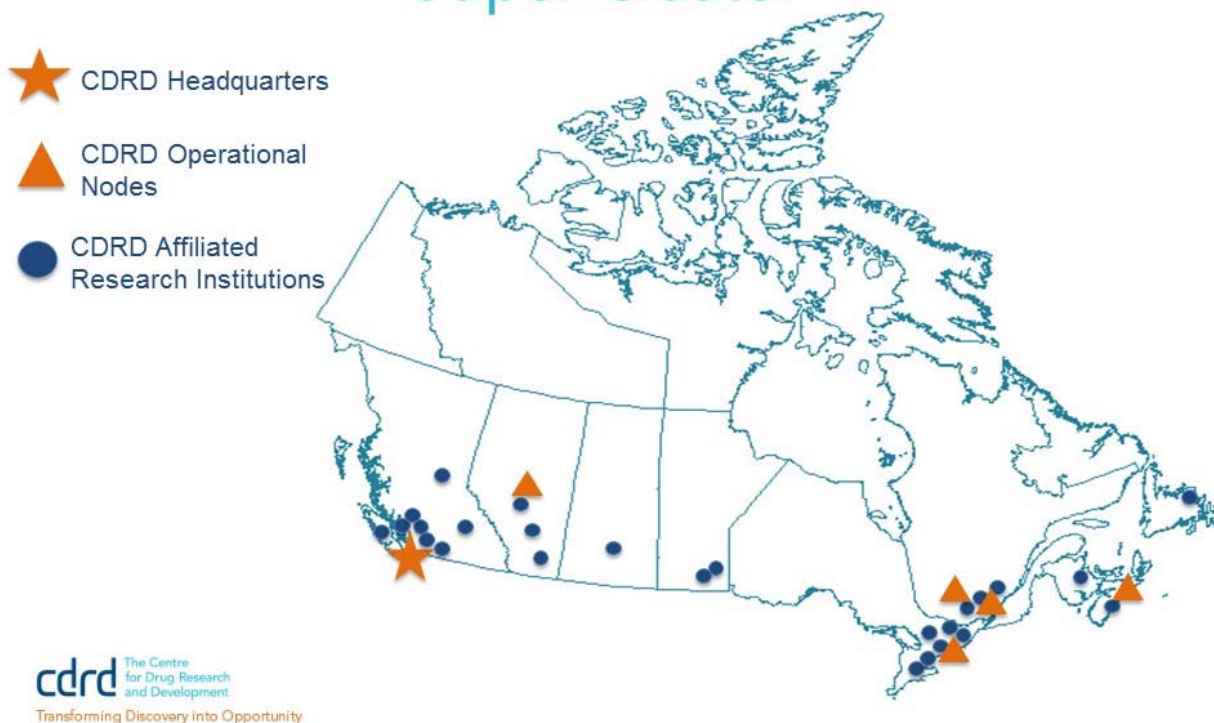 CDRD Headquarters
CDRD Operational
Nodes
CDRD Affiliated
Research Institutions
cdrd
The Centre
for Drug Research
and Development
Transforming Discovery into Opportunity